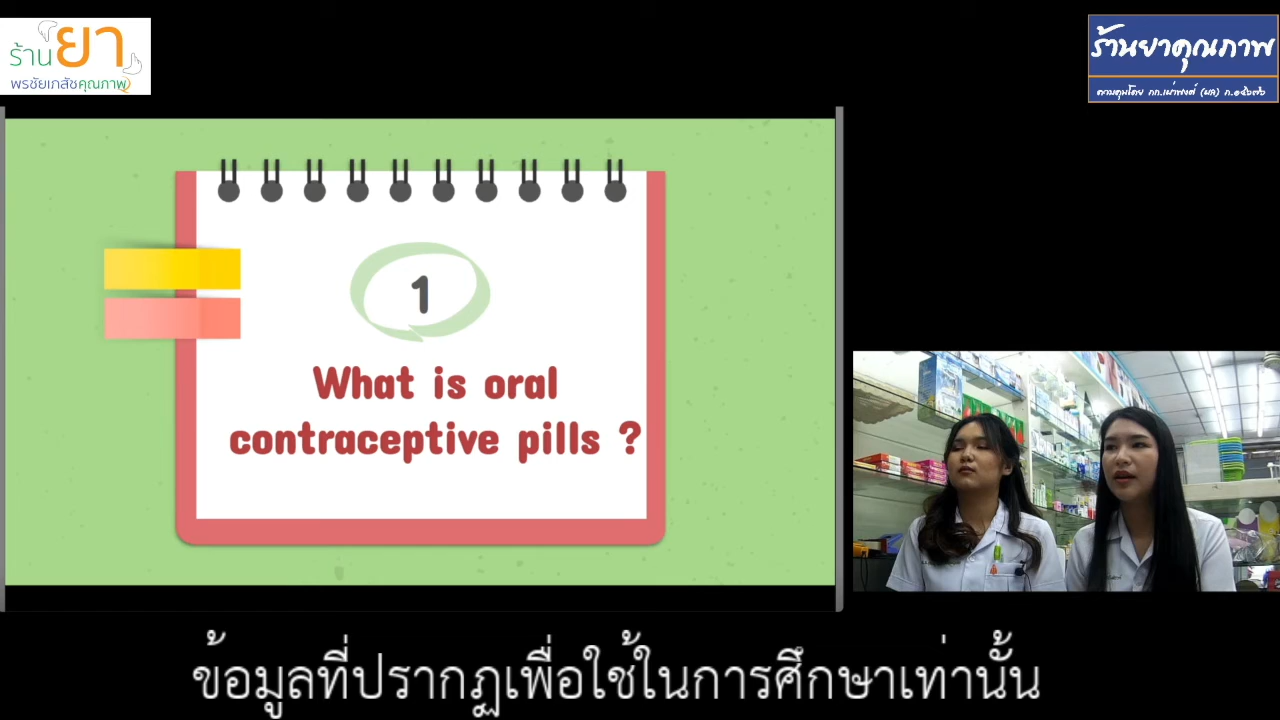 ร้านยา
พรชัยเภสัชคุณภาพ
ร้านยาคุณภาพ
1
What is oral
contraceptive pills ?
ข้อมูลที่ปรากฏเพื่อใช้ในการศึกษาเท่านั้น